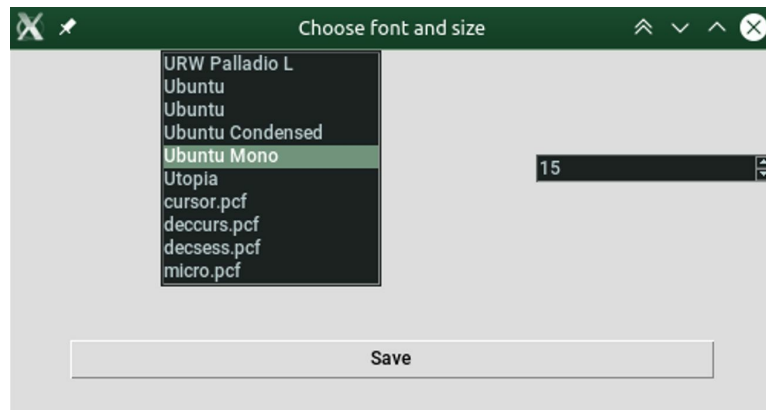 Choose font and size
URW Palladio L
Ubuntu
Ubuntu
Ubuntu Condensed
Ubuntu Mono
15
Utopia
cursor.pcf
deccurs.pcf
decsess.pcf
micro.pcf
Save